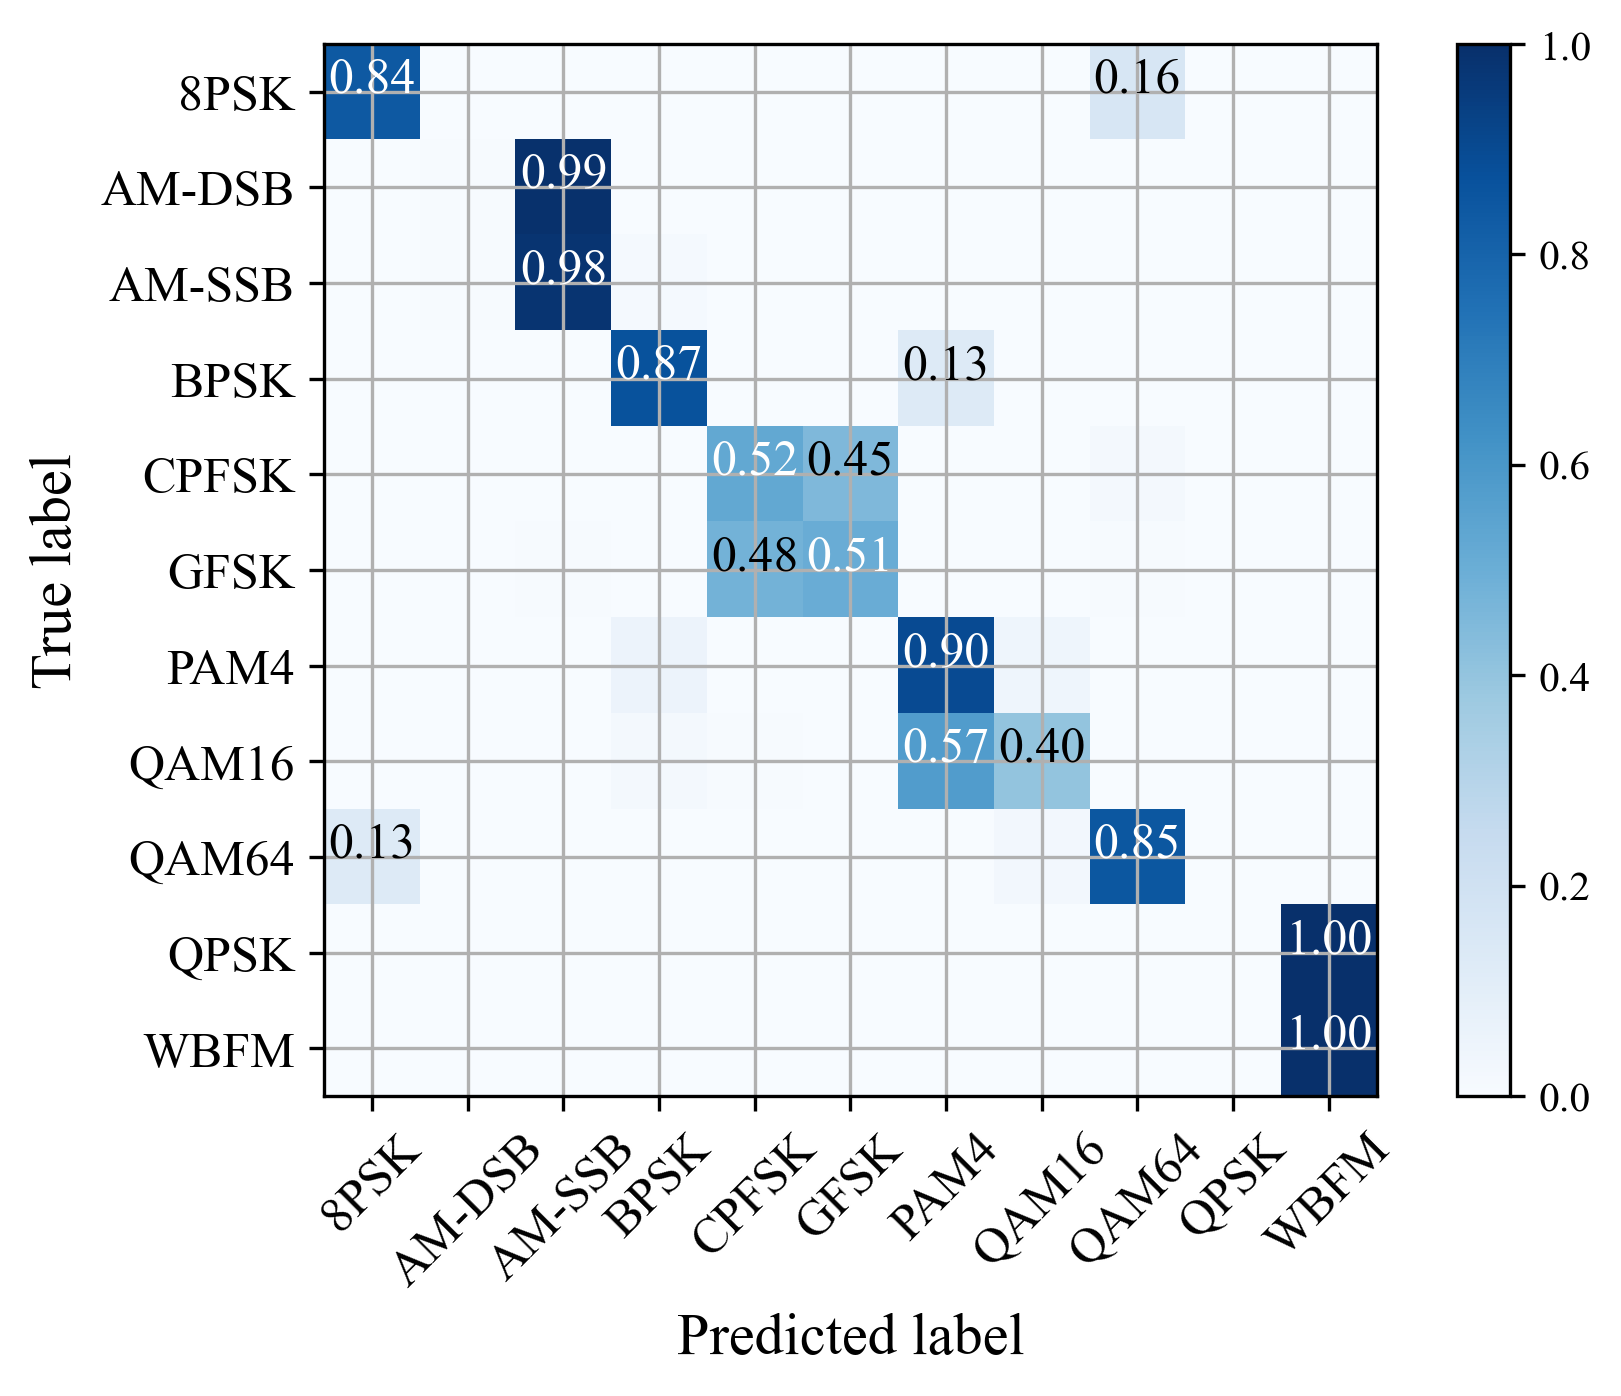 0.84 0.16
0.99
0.98
0.87 0.13
0.52 0.45
0.48 0.51
0.90
0.57 0.40
0.13 0.85
1.00
1.00
8PSK
AM-DSB
AM-SSB
BPSK
CPFSK
GFSK
PAM4
QAM16
QAM64
QPSK
WBFM
True label
8PSK
AM-DSB
AM-SSB
BPSK
CPFSK
GFSK
PAM4
QAM16
QAM64
QPSK
WBFM
Predicted label
1.0
0.8
0.6
0.4
0.2
0.0